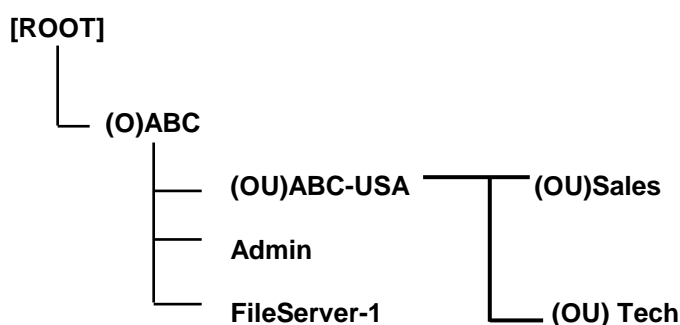 [ROOT]
(O)ABC
(OU)ABC-USA (OU)Sales
Admin
FileServer-1 (OU) Tech